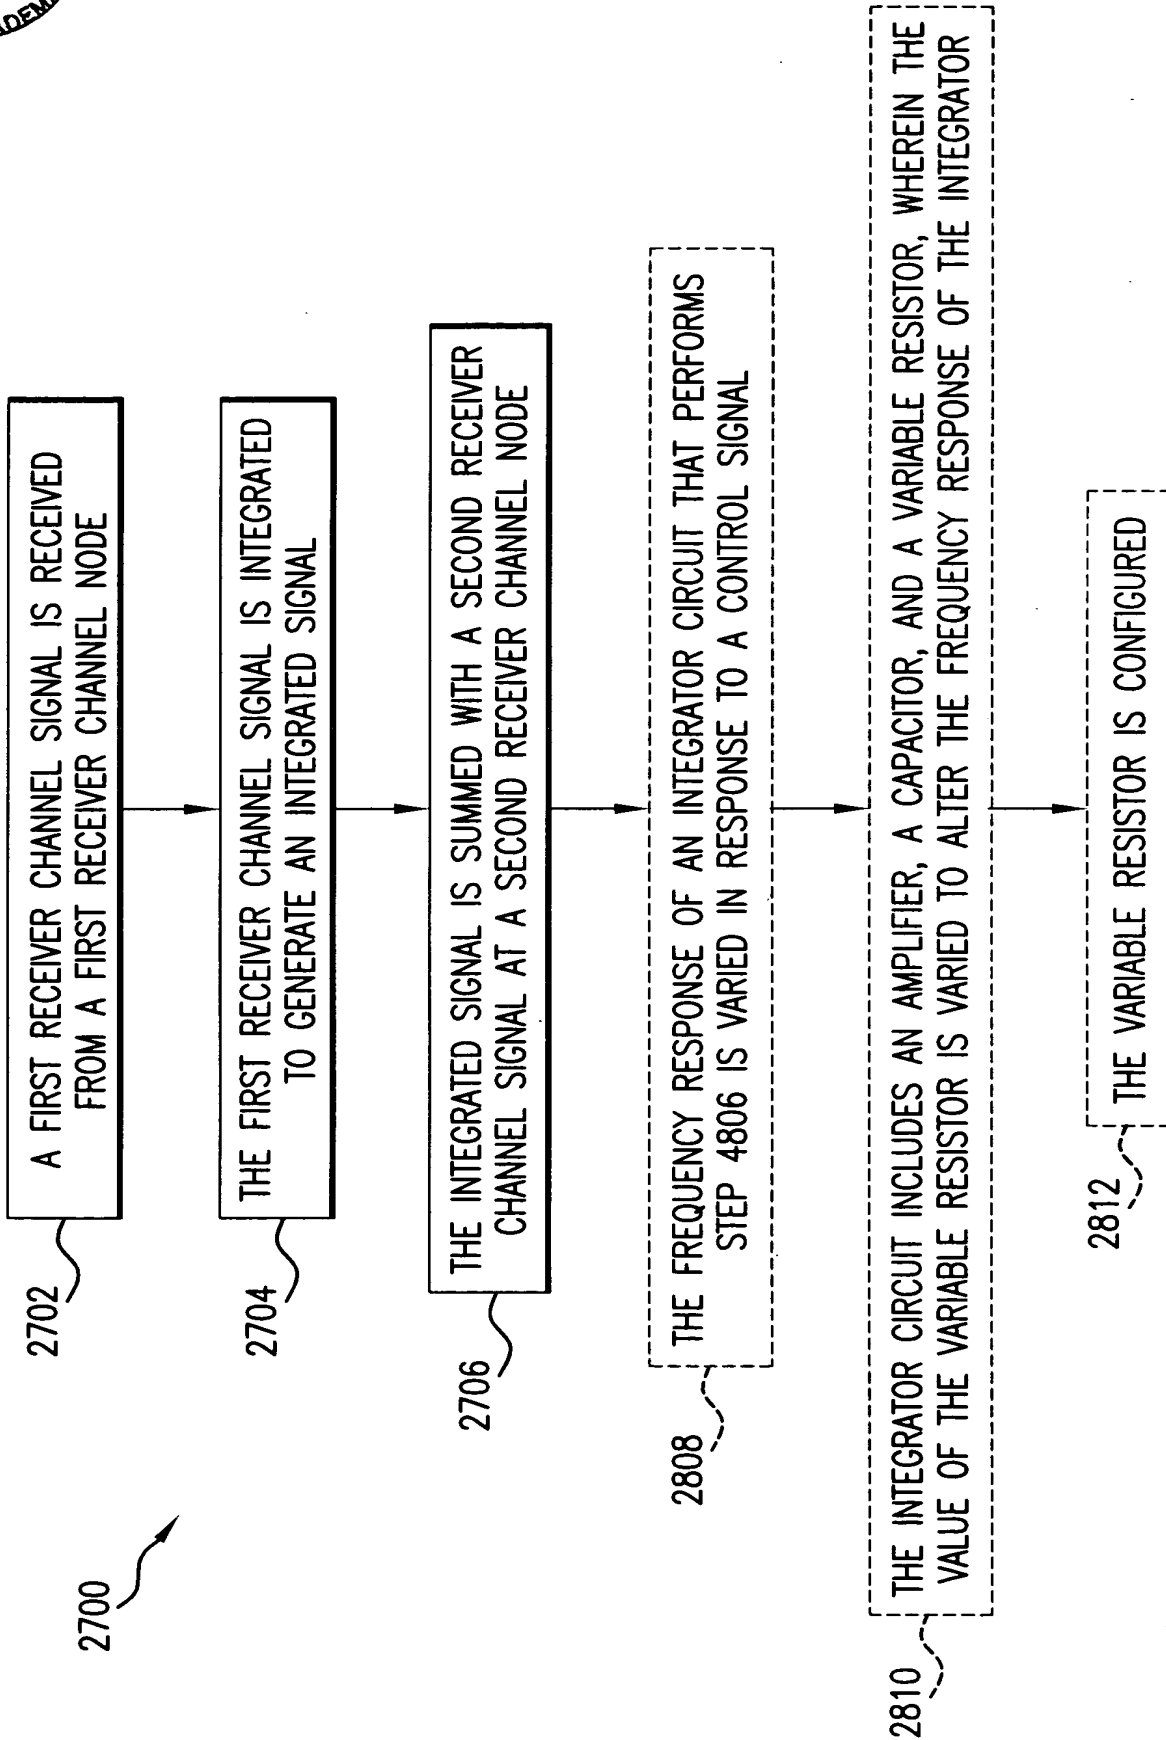 ADEMA
2700
2702
A FIRST RECEIVER CHANNEL SIGNAL IS RECEIVED
FROM A FIRST RECEIVER CHANNEL NODE
2704
THE FIRST RECEIVER CHANNEL SIGNAL IS INTEGRATED
TO GENERATE AN INTEGRATED SIGNAL
2706
THE INTEGRATED SIGNAL IS SUMMED WITH A SECOND RECEIVER
CHANNEL SIGNAL AT A SECOND RECEIVER CHANNEL NODE
2808
THE FREQUENCY RESPONSE OF AN INTEGRATOR CIRCUIT THAT PERFORMS
STEP 4806 IS VARIED IN RESPONSE TO A CONTROL SIGNAL
2810
THE INTEGRATOR CIRCUIT INCLUDES AN AMPLIFIER, A CAPACITOR, AND A VARIABLE RESISTOR, WHEREIN THE
VALUE OF THE VARIABLE RESISTOR IS VARIED TO ALTER THE FREQUENCY RESPONSE OF THE INTEGRATOR
2812
THE VARIABLE RESISTOR IS CONFIGURED